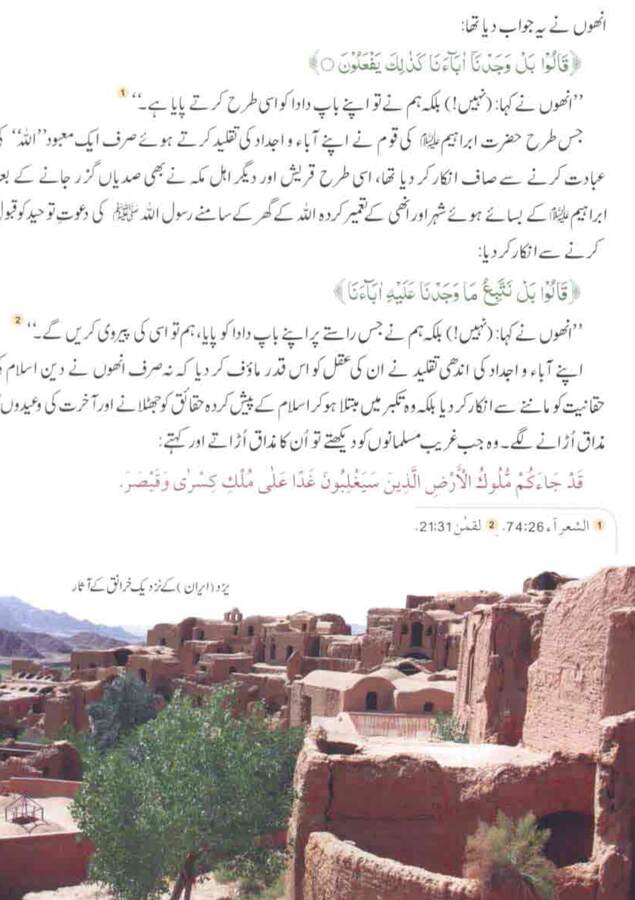 انھوں نے یہ جواب دیا تھا:
﴿قَالُوْا بَلْ وَجَدْنَآ اٰبَآءَنَا كَذٰلِكَ يَفْعَلُوْنَ ○﴾
’’انھوں نے کہا: (نہیں!) بلکہ ہم نے تو اپنے باپ دادا کو اسی طرح کرتے پایا ہے۔‘‘ 1
جس طرح حضرت ابراہیم علیہ السلام کی قوم نے اپنے آباء و اجداد کی تقلید کرتے ہوئے صرف ایک معبود ’’اللہ‘‘
عبادت کرنے سے صاف انکار کر دیا تھا، اسی طرح قریش اور دیگر اہل مکہ نے بھی صدیاں گزر جانے کے
ابراہیم علیہ السلام کے بسائے ہوئے شہر اور انھی کے تعمیر کردہ اللہ کے گھر کے سامنے رسول اللہ ﷺ کی دعوتِ توحید کو قبول
کرنے سے انکار کر دیا:
﴿قَالُوْا بَلْ نَتَّبِعُ مَا وَجَدْنَا عَلَيْهِ اٰبَآءَنَا﴾
’’انھوں نے کہا: (نہیں!) بلکہ ہم نے جس راستے پر اپنے باپ دادا کو پایا، ہم تو اسی کی پیروی کریں گے۔‘‘ 2
اپنے آباء و اجداد کی اندھی تقلید نے ان کی عقل کو اس قدر ماؤف کر دیا کہ نہ صرف انھوں نے دین اسلام
حقانیت کو ماننے سے انکار کر دیا بلکہ وہ تکبر میں مبتلا ہو کر اسلام کے پیش کردہ حقائق کو جھٹلانے اور آخرت کی وعیدوں
مذاق اُڑانے لگے۔ وہ جب غریب مسلمانوں کو دیکھتے تو اُن کا مذاق اڑاتے اور کہتے:
قَدْ جَاءَكُمْ مُلُوكُ الْأَرْضِ الَّذِينَ سَيَغْلِبُونَ غَدًا عَلٰى مُلْكِ كِسْرٰى وَقَيْصَرَ.
1 الشعرآء 74:26. 2 لقمٰن 21:31.
یزد (ایران) کے نزدیک خرانق کے آثار